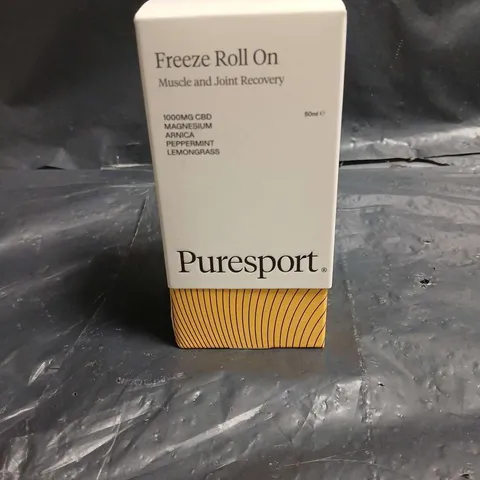 Freeze Roll On
Muscle and Joint Recovery
1000MG CBD
MAGNESIUM
ARNICA
PEPPERMINT
LEMONGRASS
50ml ℮
Puresport®